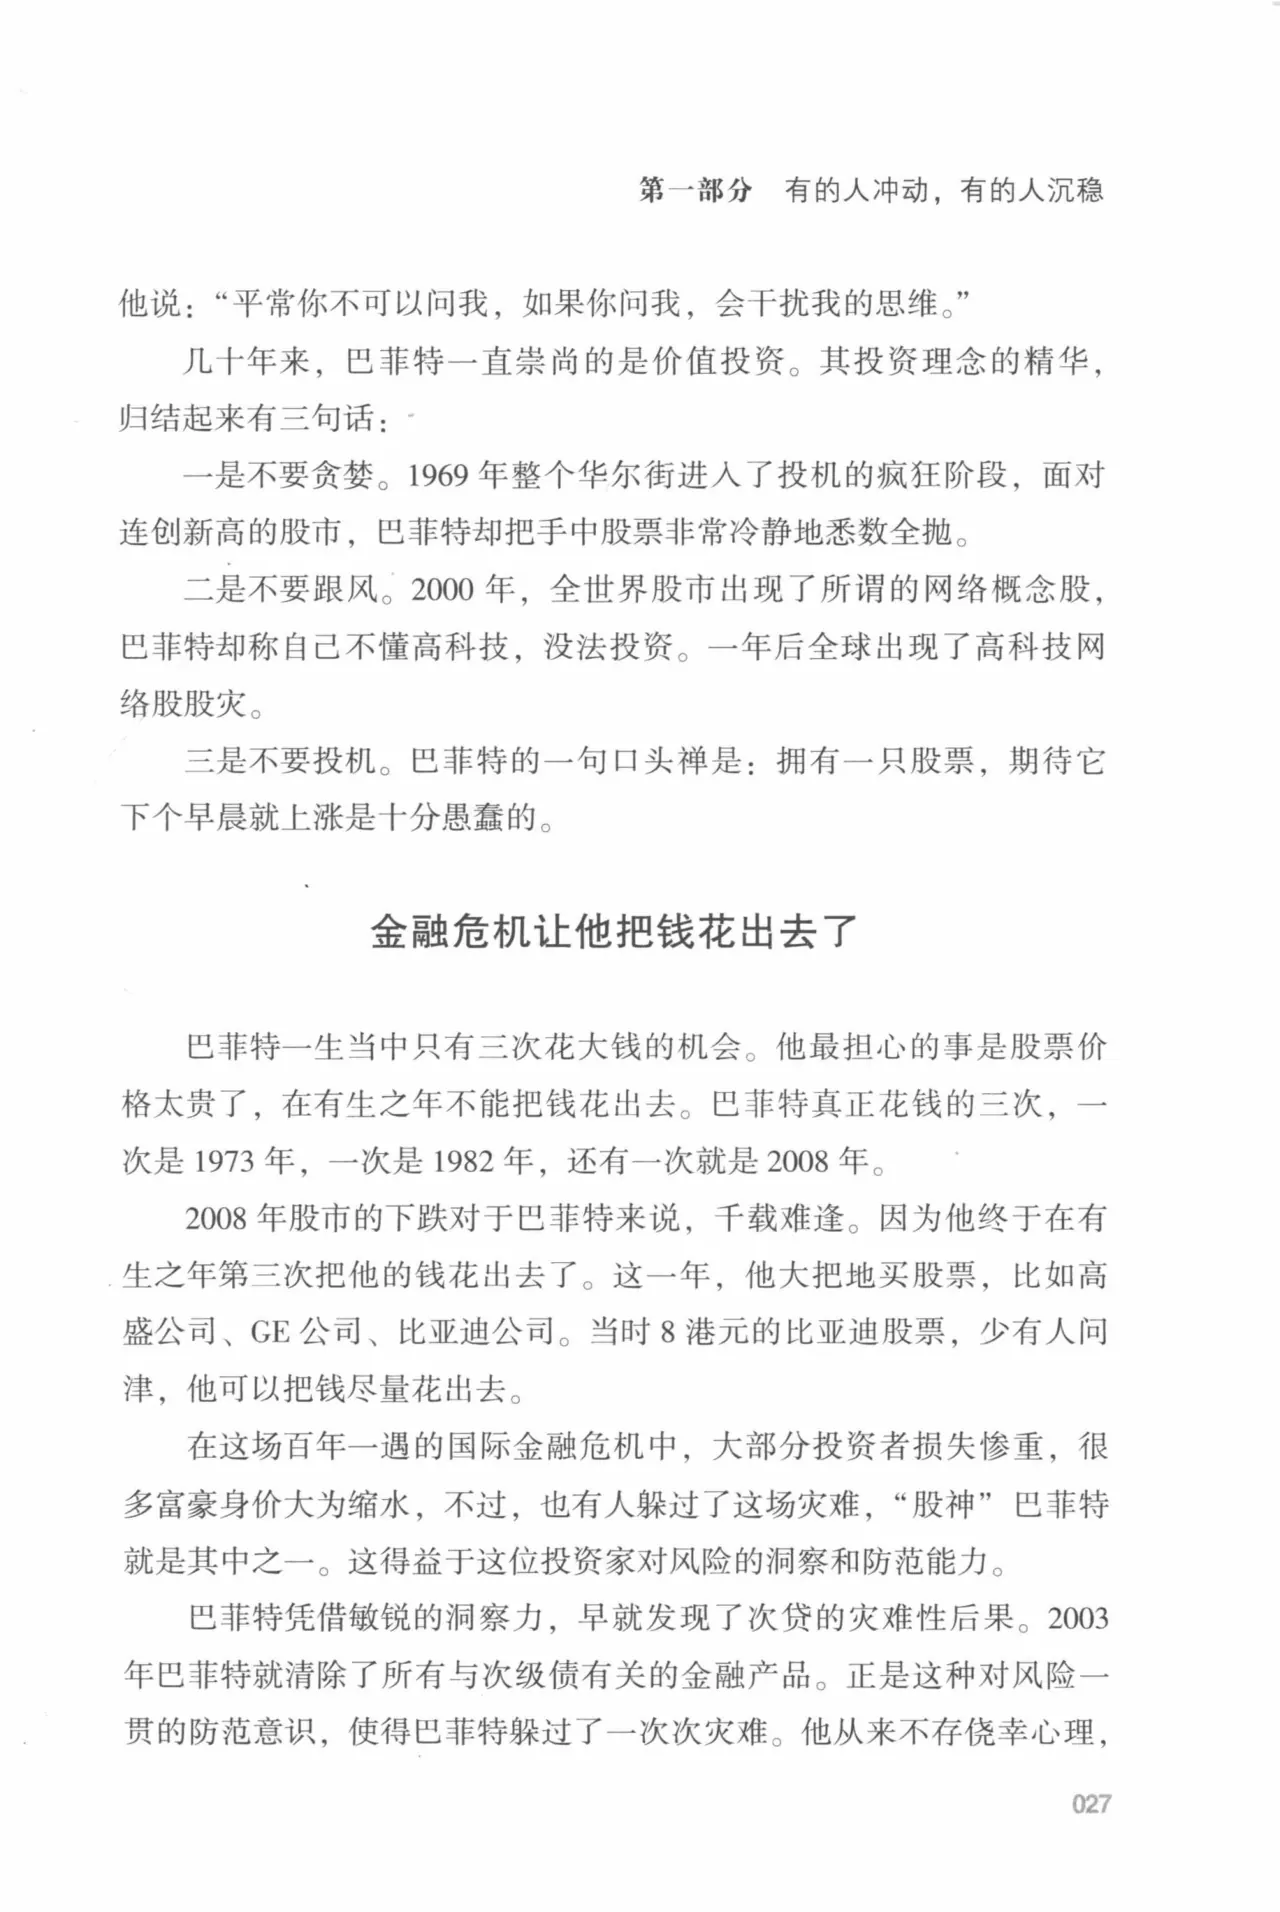 第一部分 有的人冲动，有的人沉稳
他说：“平常你不可以问我，如果你问我，会干扰我的思维。”
几十年来，巴菲特一直崇尚的是价值投资。其投资理念的精华，
归结起来有三句话：
一是不要贪婪。1969 年整个华尔街进入了投机的疯狂阶段，面对
连创新高的股市，巴菲特却把手中股票非常冷静地悉数全抛。
二是不要跟风。2000 年，全世界股市出现了所谓的网络概念股，
巴菲特却称自己不懂高科技，没法投资。一年后全球出现了高科技网
络股股灾。
三是不要投机。巴菲特的一句口头禅是：拥有一只股票，期待它
下个早晨就上涨是十分愚蠢的。
金融危机让他把钱花出去了
巴菲特一生当中只有三次花大钱的机会。他最担心的事是股票价
格太贵了，在有生之年不能把钱花出去。巴菲特真正花钱的三次，一
次是 1973 年，一次是 1982 年，还有一次就是 2008 年。
2008 年股市的下跌对于巴菲特来说，千载难逢。因为他终于在有
生之年第三次把他的钱花出去了。这一年，他大把地买股票，比如高
盛公司、GE 公司、比亚迪公司。当时 8 港元的比亚迪股票，少有人问
津，他可以把钱尽量花出去。
在这场百年一遇的国际金融危机中，大部分投资者损失惨重，很
多富豪身价大为缩水，不过，也有人躲过了这场灾难，“股神”巴菲特
就是其中之一。这得益于这位投资家对风险的洞察和防范能力。
巴菲特凭借敏锐的洞察力，早就发现了次贷的灾难性后果。2003
年巴菲特就清除了所有与次级债有关的金融产品。正是这种对风险一
贯的防范意识，使得巴菲特躲过了一次次灾难。他从来不存侥幸心理，
027